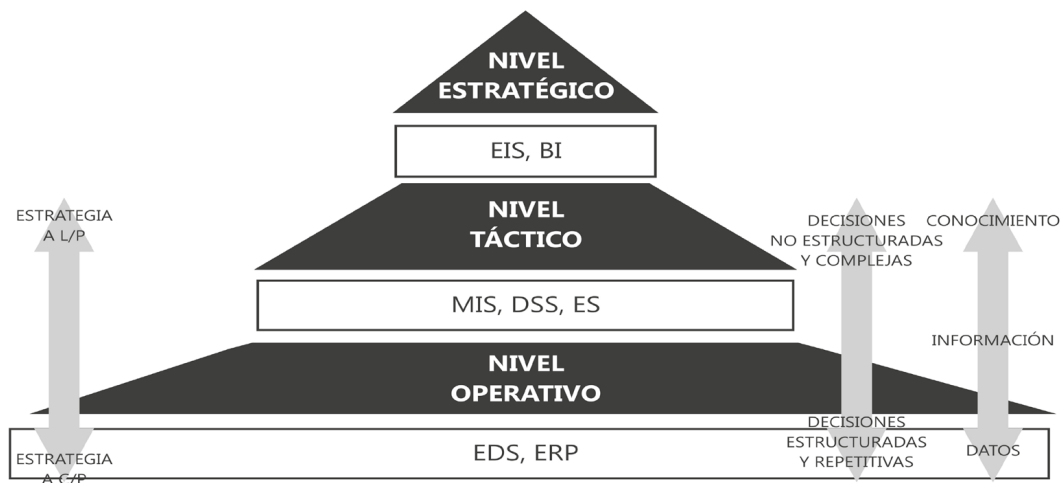 NIVEL
ESTRATÉGICO
EIS, BI
NIVEL
TÁCTICO
MIS, DSS, ES
NIVEL
OPERATIVO
EDS, ERP
ESTRATEGIA
A L/P
ESTRATEGIA
A C/P
DECISIONES
NO ESTRUCTURADAS
Y COMPLEJAS
DECISIONES
ESTRUCTURADAS
Y REPETITIVAS
CONOCIMIENTO
INFORMACIÓN
DATOS